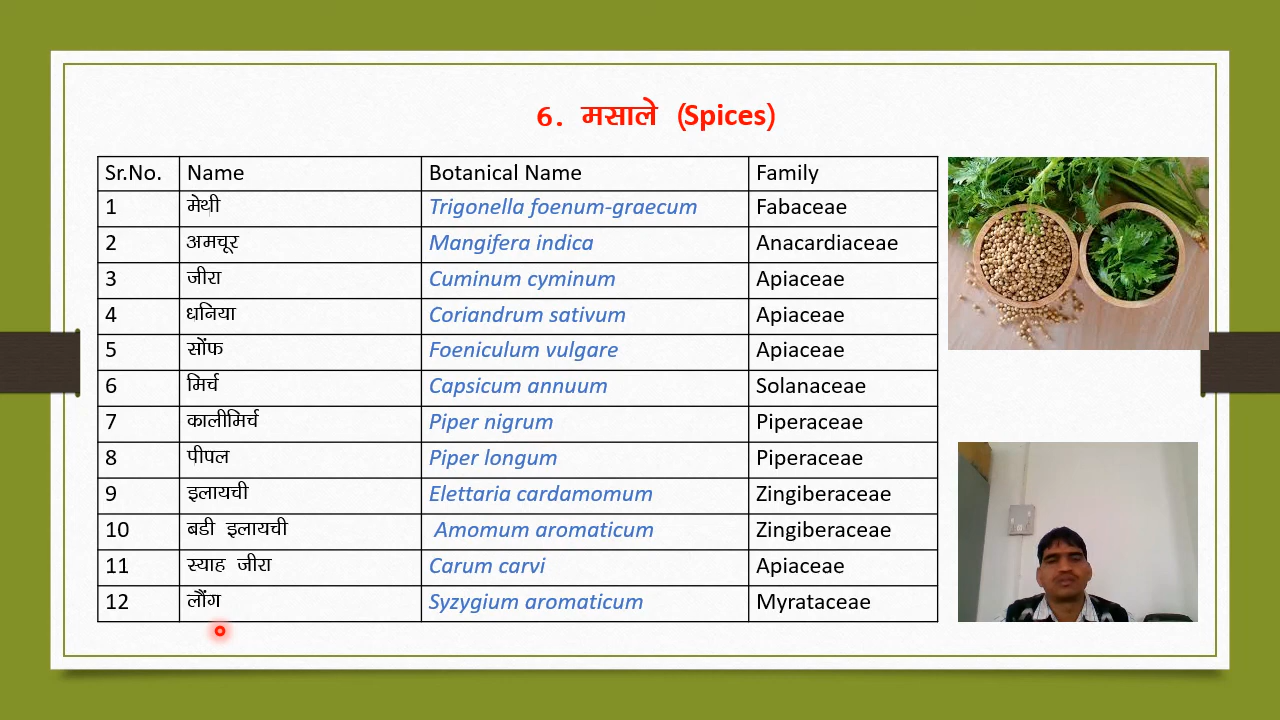 6. मसाले (Spices)
Sr.No. Name Botanical Name Family
1 मेथी Trigonella foenum-graecum Fabaceae
2 अमचूर Mangifera indica Anacardiaceae
3 जीरा Cuminum cyminum Apiaceae
4 धनिया Coriandrum sativum Apiaceae
5 सोंफ Foeniculum vulgare Apiaceae
6 मिर्च Capsicum annuum Solanaceae
7 कालीमिर्च Piper nigrum Piperaceae
8 पीपल Piper longum Piperaceae
9 इलायची Elettaria cardamomum Zingiberaceae
10 बडी इलायची Amomum aromaticum Zingiberaceae
11 स्याह जीरा Carum carvi Apiaceae
12 लौंग Syzygium aromaticum Myrataceae